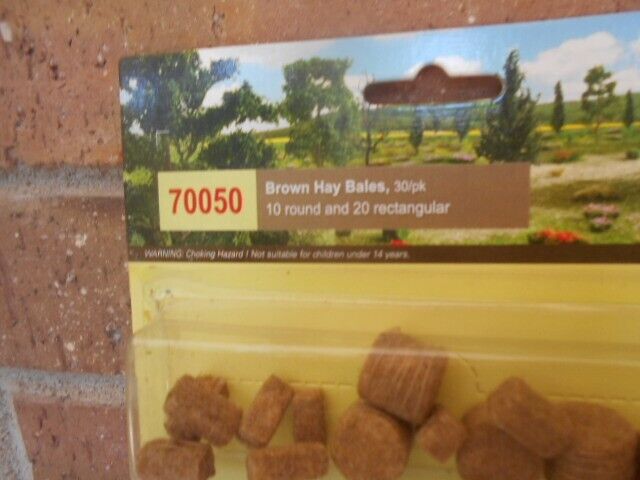 70050
Brown Hay Bales, 30/pk
10 round and 20 rectangular
WARNING: Choking Hazard / Not suitable for children under 14 years.